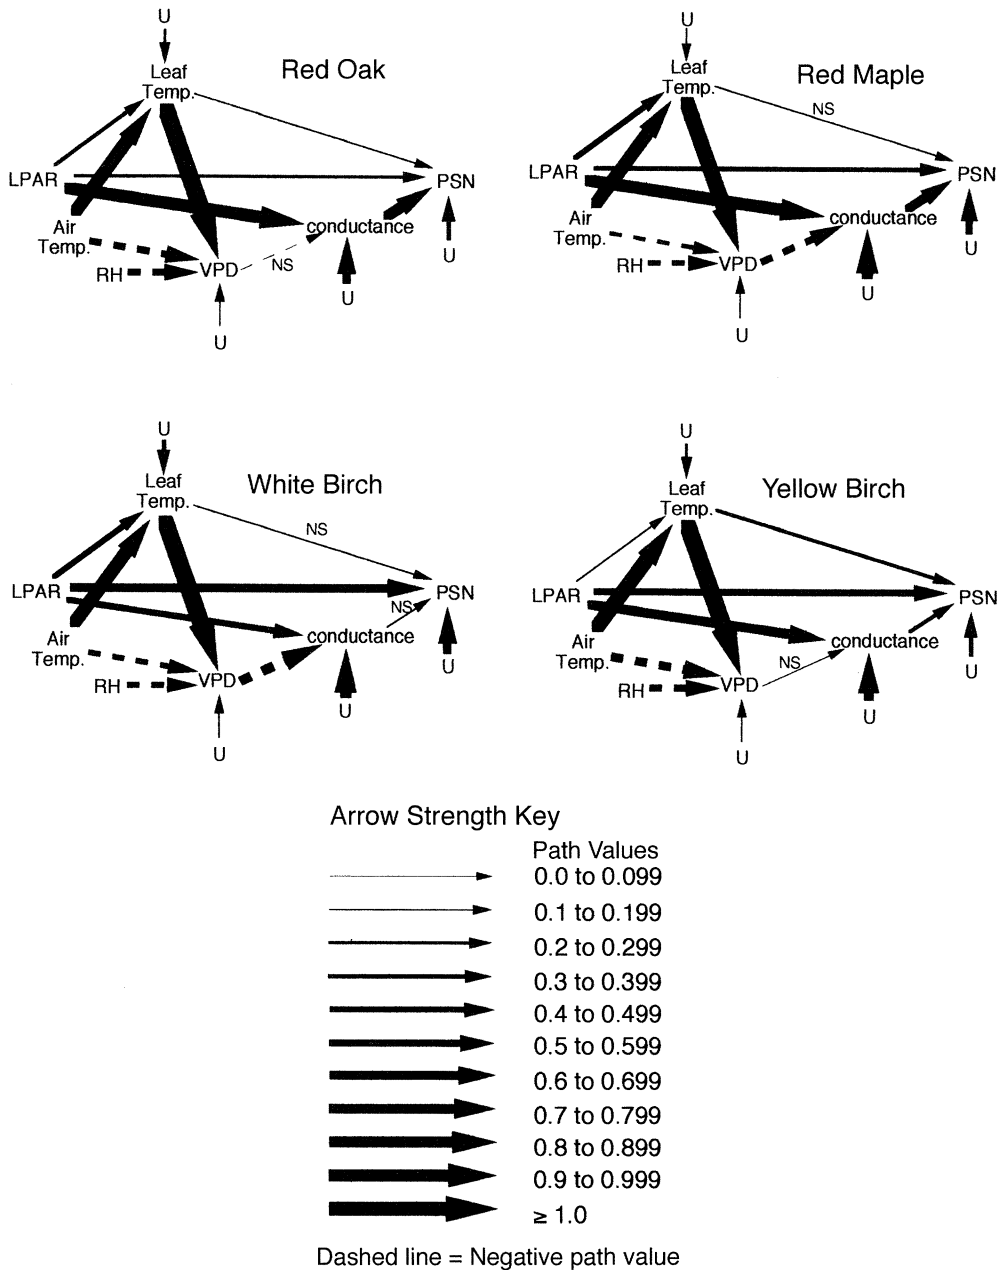 U
Leaf
Temp.
Red Oak
LPAR
PSN
Air
Temp.
conductance
RH
VPD
NS
U
U
U
U
Leaf
Temp.
Red Maple
NS
LPAR
PSN
Air
Temp.
conductance
RH
VPD
U
U
U
U
Leaf
Temp.
White Birch
NS
LPAR
PSN
NS
Air
Temp.
conductance
RH
VPD
U
U
U
U
Leaf
Temp.
Yellow Birch
LPAR
PSN
Air
Temp.
conductance
NS
RH
VPD
U
U
U
Arrow Strength Key
Path Values
0.0 to 0.099
0.1 to 0.199
0.2 to 0.299
0.3 to 0.399
0.4 to 0.499
0.5 to 0.599
0.6 to 0.699
0.7 to 0.799
0.8 to 0.899
0.9 to 0.999
≥ 1.0
Dashed line = Negative path value